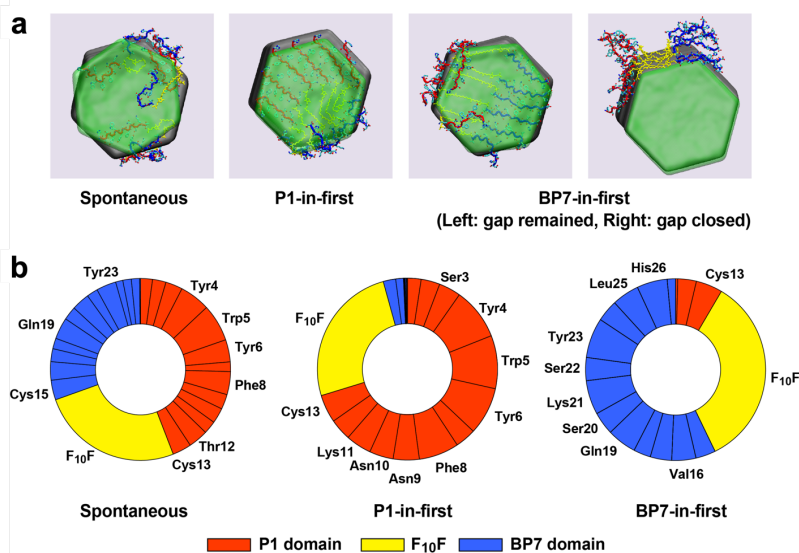 a
Spontaneous
P1-in-first
BP7-in-first
(Left: gap remained, Right: gap closed)
b
Tyr23
Tyr4
Gln19
Trp5
Tyr6
Cys15
Phe8
Thr12
F10F
Cys13
Spontaneous
Ser3
F10F
Tyr4
Trp5
Cys13
Tyr6
Lys11
Asn10
Phe8
Asn9
P1-in-first
His26
Cys13
Leu25
Tyr23
Ser22
F10F
Lys21
Ser20
Gln19
Val16
BP7-in-first
P1 domain
F10F
BP7 domain